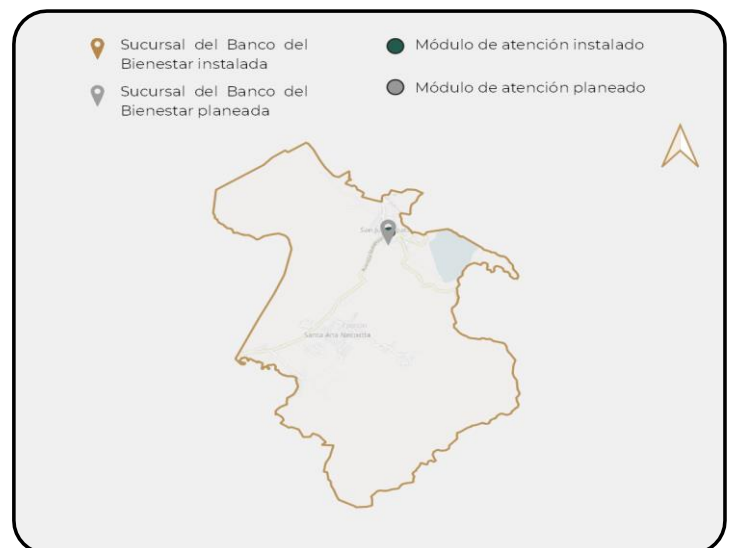 Sucursal del Banco del
Bienestar instalada
Sucursal del Banco del
Bienestar planeada
Módulo de atención instalado
Módulo de atención planeado
San
Santa Ana